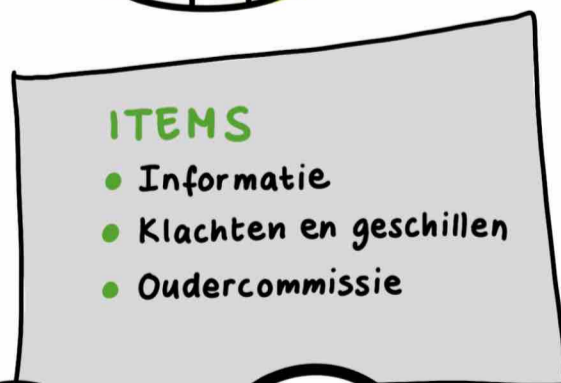 ITEMS
• Informatie
• Klachten en geschillen
• Oudercommissie